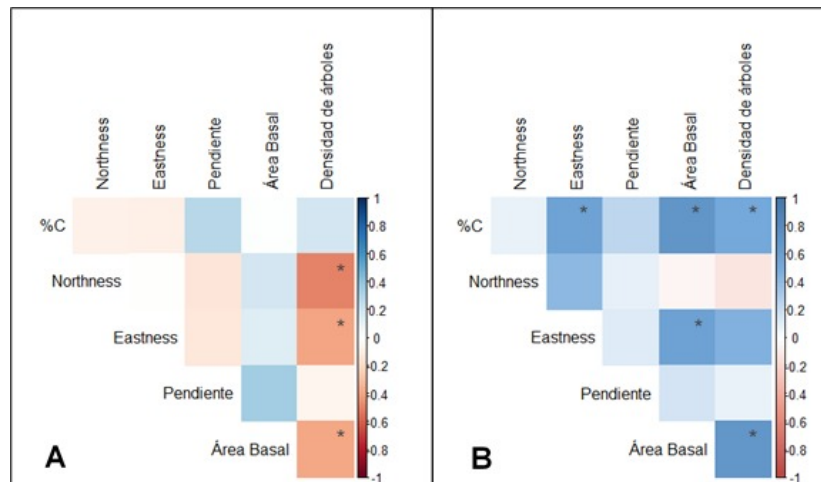 Northness
Eastness
Pendiente
Área Basal
Densidad de árboles
%C
Northness
Eastness
Pendiente
Área Basal
*
*
*
1
0.8
0.6
0.4
0.2
0
0.2
0.4
0.6
0.8
-1
A
Northness
Eastness
Pendiente
Área Basal
Densidad de árboles
%C
Northness
Eastness
Pendiente
Área Basal
* * *
*
*
1
0.8
0.6
0.4
0.2
0
0.2
0.4
0.6
0.8
-1
B